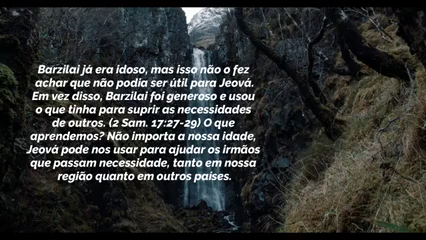 Barzilai já era idoso, mas isso não o fez
achar que não podia ser útil para Jeová.
Em vez disso, Barzilai foi generoso e usou
o que tinha para suprir as necessidades
de outros. (2 Sam. 17:27-29) O que
aprendemos? Não importa a nossa idade,
Jeová pode nos usar para ajudar os irmãos
que passam necessidade, tanto em nossa
região quanto em outros países.